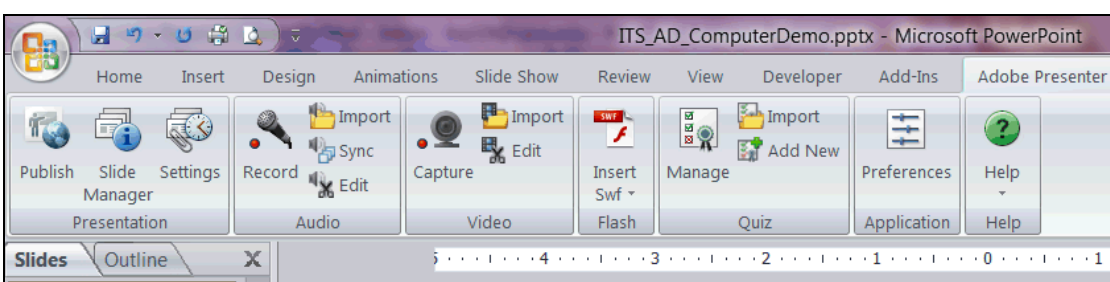 ITS_AD_ComputerDemo.pptx - Microsoft PowerPoint
Home Insert Design Animations Slide Show Review View Developer Add-Ins Adobe Presenter
Import SWF Import
Import Sync Edit Add New
Publish Slide Settings Record Capture Insert Manage Preferences Help
Manager Edit Swf
Presentation Audio Video Flash Quiz Application Help
Slides Outline X 5 4 3 2 1 0 1